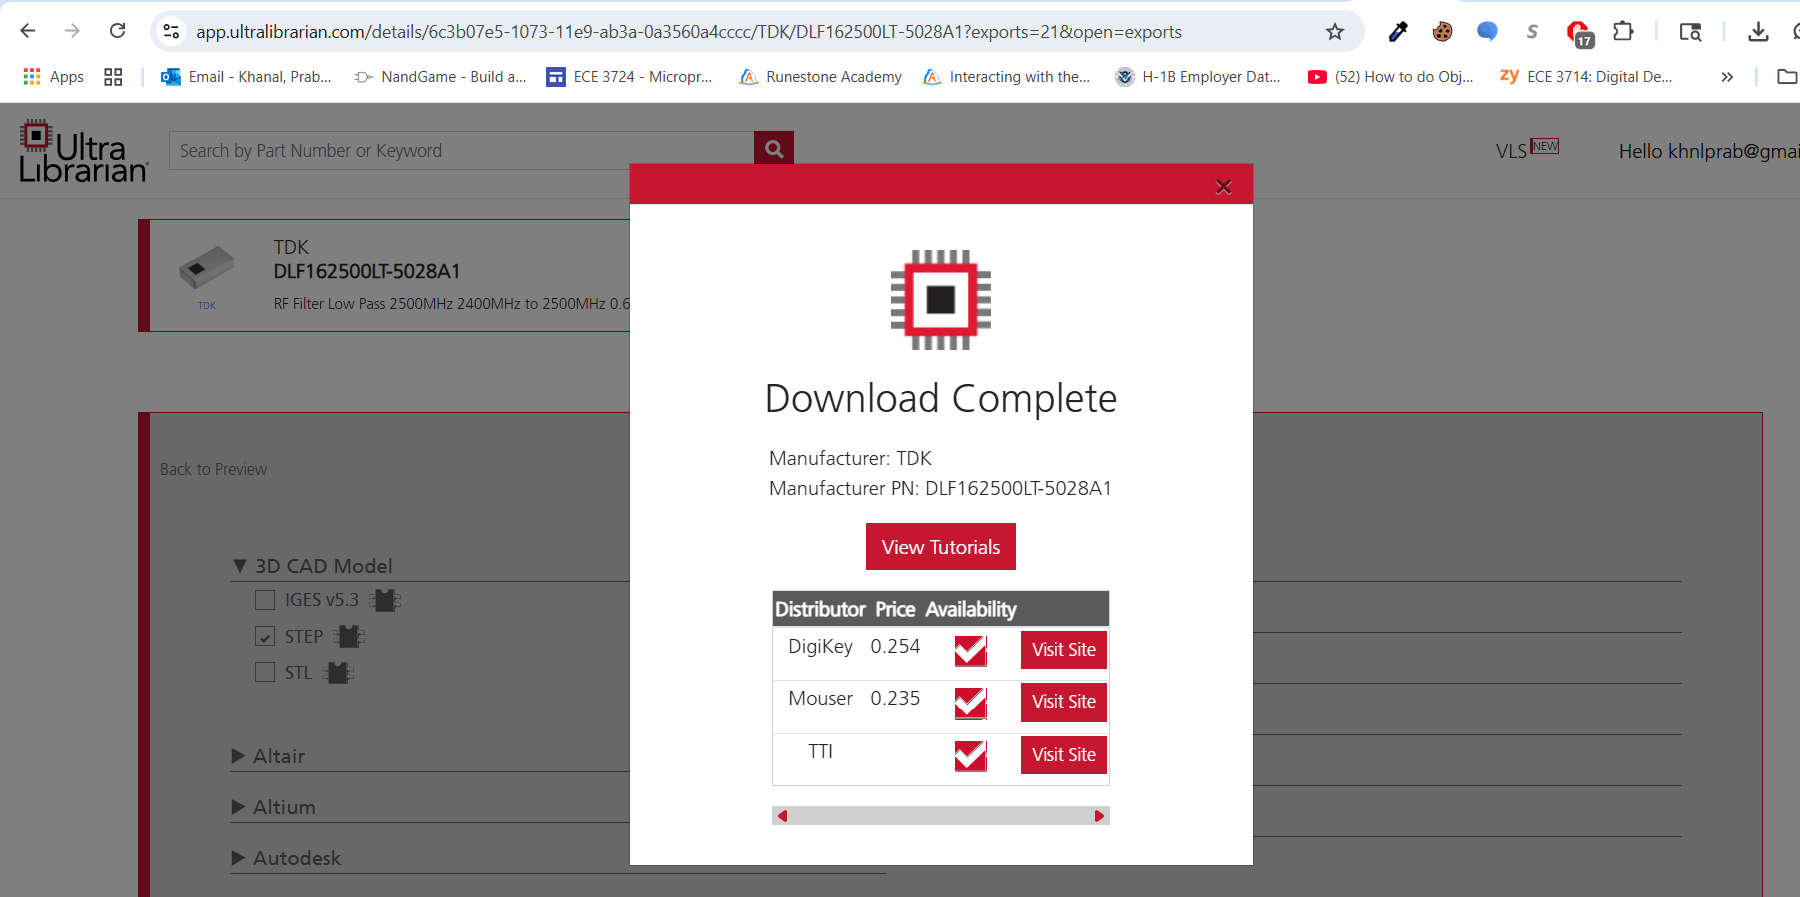 app.ultralibrarian.com/details/6c3b07e5-1073-11e9-ab3a-0a3560a4cccc/TDK/DLF162500LT-5028A1?exports=21&open=exports
17
Apps
Email - Khanal, Prab...
NandGame - Build a...
ECE 3724 - Micropr...
Runestone Academy
Interacting with the...
H-1B Employer Dat...
(52) How to do Obj...
zy ECE 3714: Digital De...
Ultra Librarian
Search by Part Number or Keyword
VLS NEW
Hello khnlprab@gmai
TDK
DLF162500LT-5028A1
TDK
RF Filter Low Pass 2500MHz 2400MHz to 2500MHz 0.6
Back to Preview
▼ 3D CAD Model
IGES v5.3
STEP
STL
▶ Altair
▶ Altium
▶ Autodesk
Download Complete
Manufacturer: TDK
Manufacturer PN: DLF162500LT-5028A1
View Tutorials
Distributor Price Availability
DigiKey 0.254 Visit Site
Mouser 0.235 Visit Site
TTI Visit Site